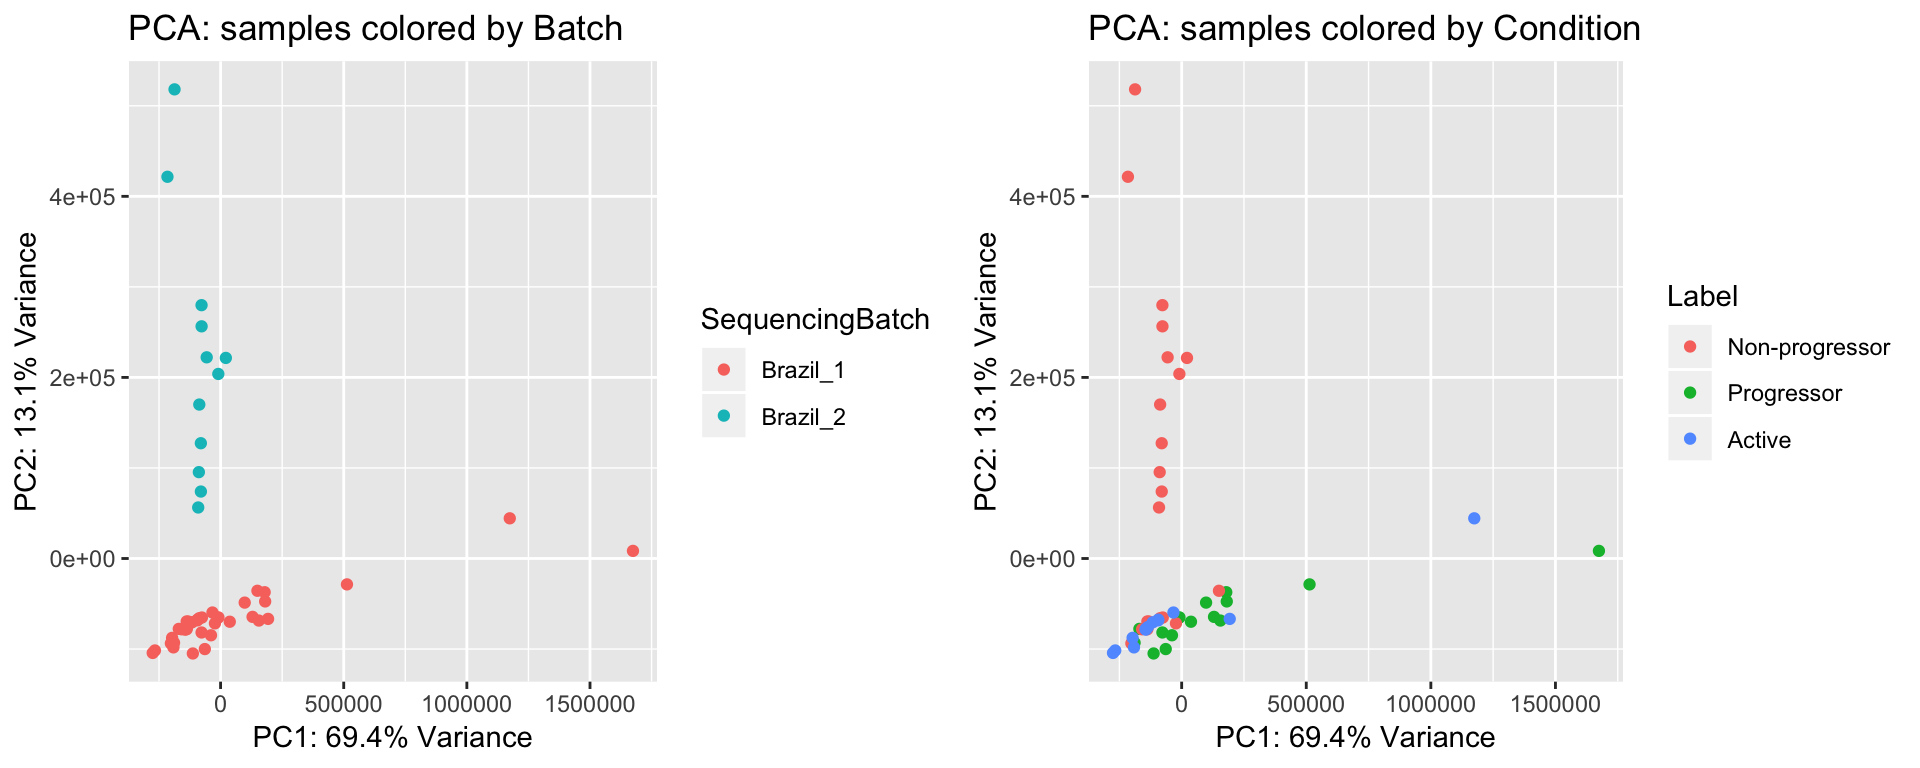 PCA: samples colored by Batch
4e+05
2e+05
0e+00
PC2: 13.1% Variance
0
500000
1000000
1500000
PC1: 69.4% Variance
SequencingBatch
Brazil_1
Brazil_2
PCA: samples colored by Condition
4e+05
2e+05
0e+00
PC2: 13.1% Variance
0
500000
1000000
1500000
PC1: 69.4% Variance
Label
Non-progressor
Progressor
Active